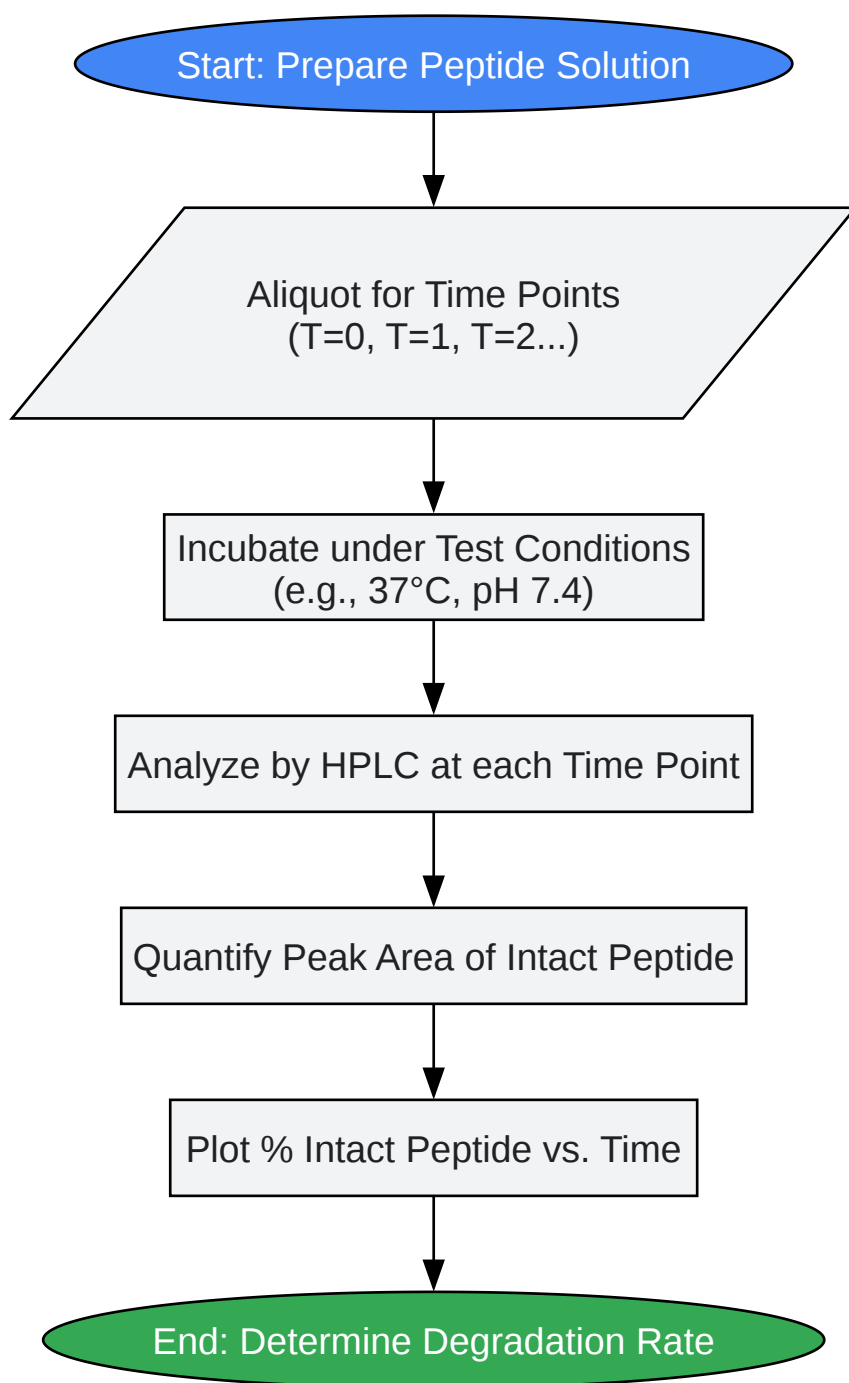 Start: Prepare Peptide Solution
Aliquot for Time Points
(T=0, T=1, T=2...)
Incubate under Test Conditions
(e.g., 37°C, pH 7.4)
Analyze by HPLC at each Time Point
Quantify Peak Area of Intact Peptide
Plot % Intact Peptide vs. Time
End: Determine Degradation Rate